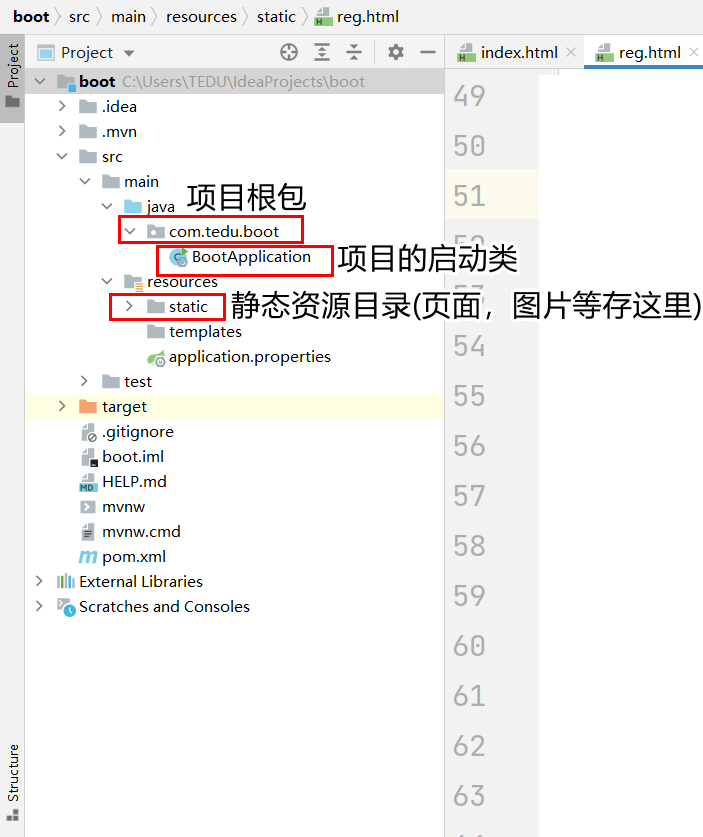 boot src main resources static reg.html
Project
Project
index.html
reg.html
boot C:\Users\TEDU\IdeaProjects\boot
49
.idea
.mvn
50
src
main
51
java 项目根包
com.tedu.boot
BootApplication 项目的启动类
resources
static 静态资源目录(页面，图片等存这里)
templates
54
application.properties
test
55
target
.gitignore
56
boot.iml
HELP.md
57
mvnw
mvnw.cmd
58
pom.xml
External Libraries
59
Scratches and Consoles
60
61
62
Structure
63